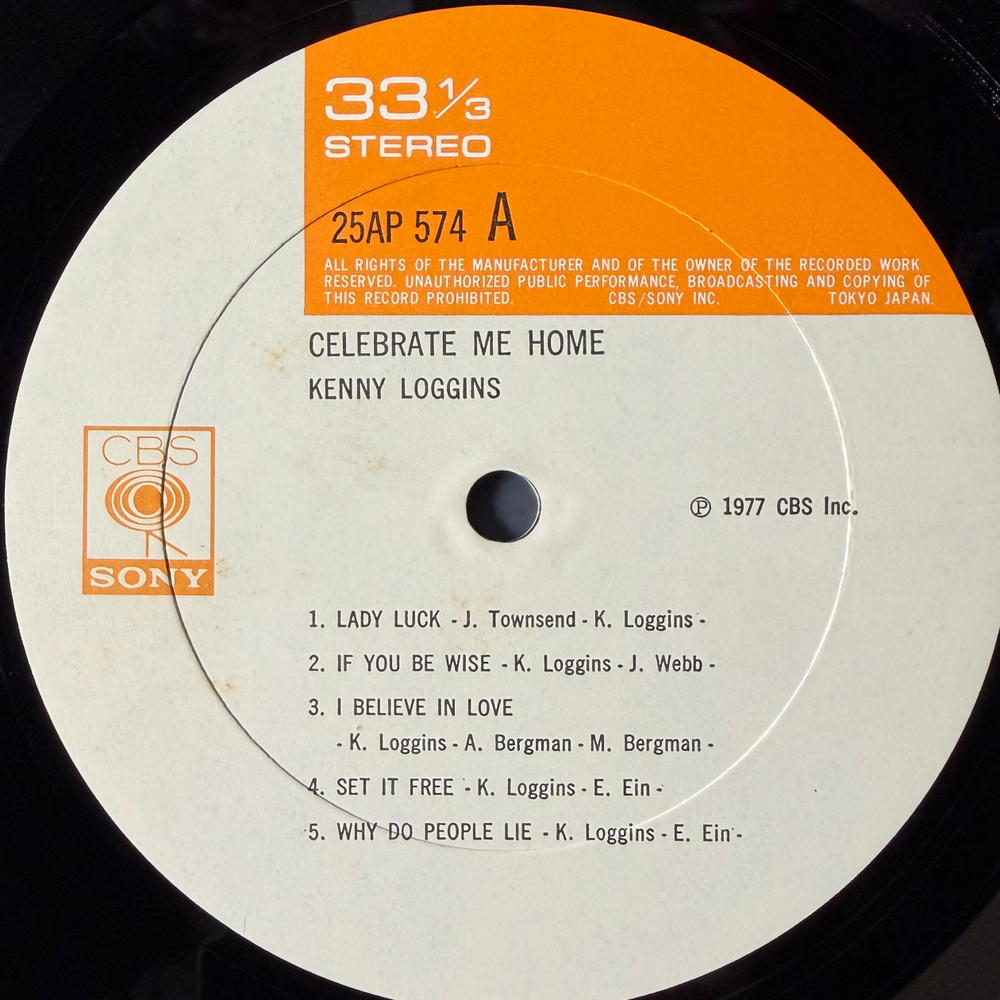 33 1/3
STEREO
25AP 574 A
ALL RIGHTS OF THE MANUFACTURER AND OF THE OWNER OF THE RECORDED WORK
RESERVED. UNAUTHORIZED PUBLIC PERFORMANCE, BROADCASTING AND COPYING OF
THIS RECORD PROHIBITED. CBS/SONY INC. TOKYO JAPAN.
CELEBRATE ME HOME
KENNY LOGGINS
CBS
SONY
Ⓟ 1977 CBS Inc.
1. LADY LUCK - J. Townsend - K. Loggins -
2. IF YOU BE WISE - K. Loggins - J. Webb -
3. I BELIEVE IN LOVE
- K. Loggins - A. Bergman - M. Bergman -
4. SET IT FREE - K. Loggins - E. Ein -
5. WHY DO PEOPLE LIE - K. Loggins - E. Ein -